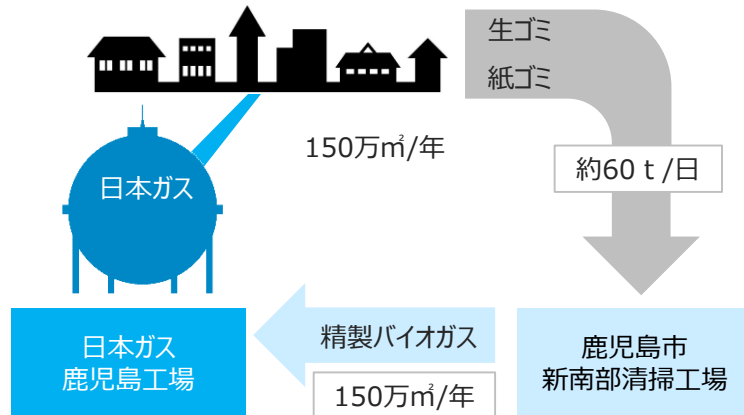 生ゴミ
紙ゴミ
150万㎥/年
約60ｔ/日
日本ガス
日本ガス
鹿児島工場
精製バイオガス
150万㎥/年
鹿児島市
新南部清掃工場